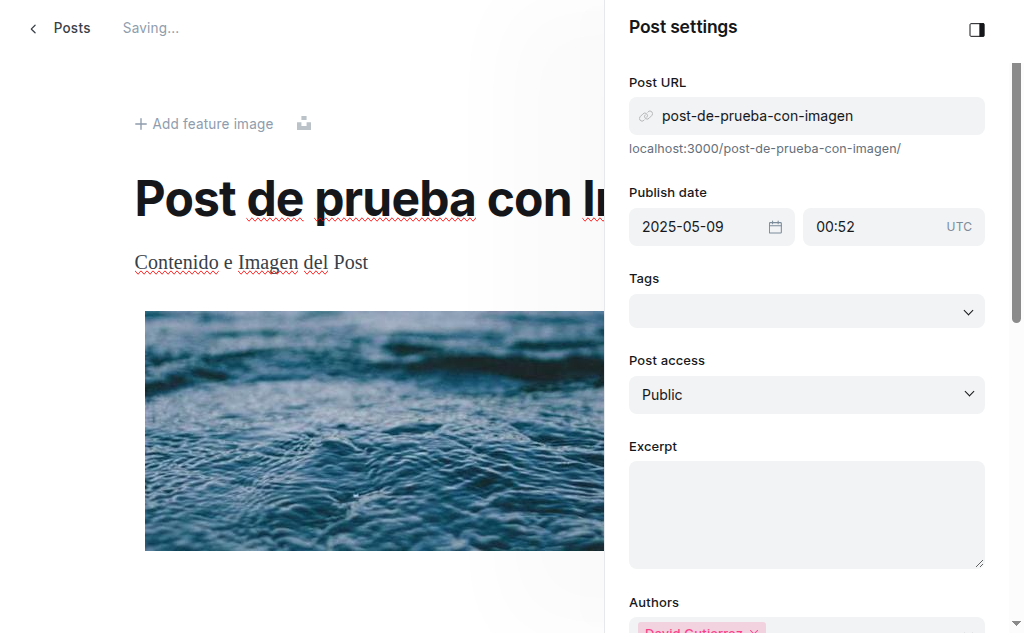 Posts Saving...
Post settings
Add feature image
Post de prueba con
Contenido e Imagen del Post
Post URL
post-de-prueba-con-imagen
localhost:3000/post-de-prueba-con-imagen/
Publish date
2025-05-09 00:52 UTC
Tags
Post access
Public
Excerpt
Authors
David Gutierrez